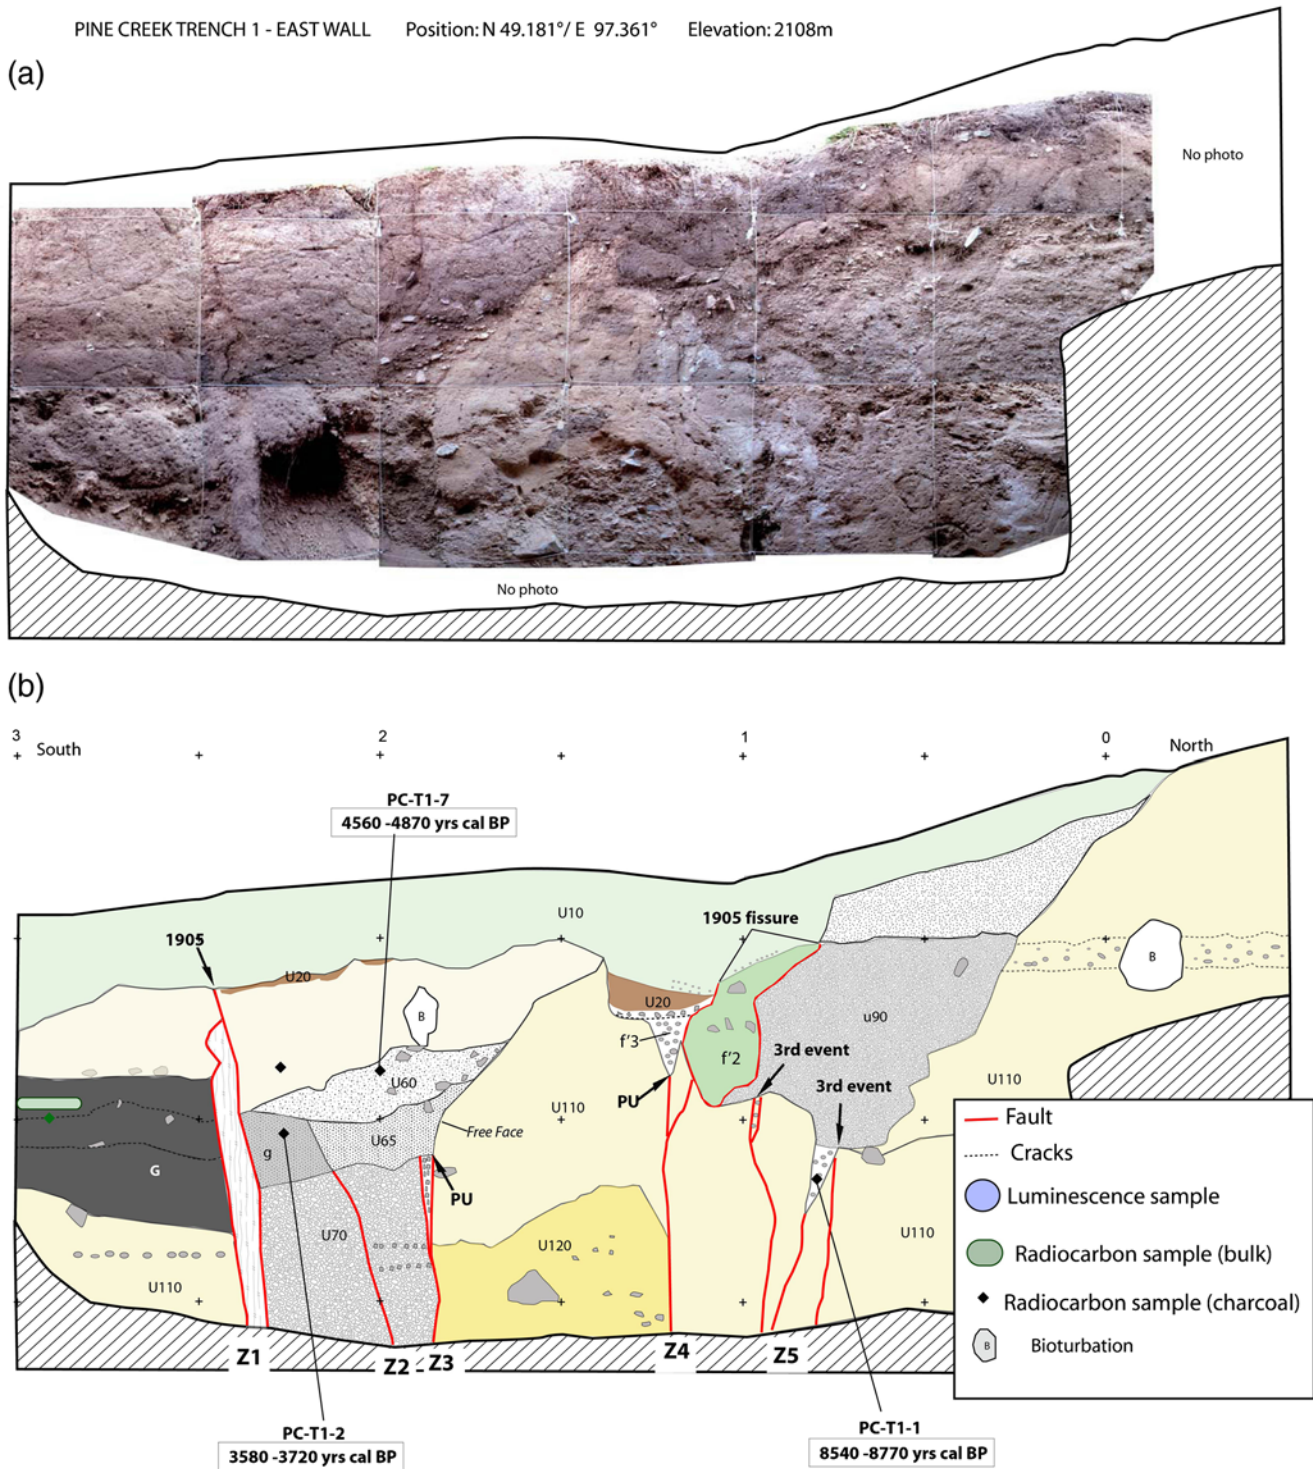 PINE CREEK TRENCH 1 - EAST WALL Position: N 49.181°/ E 97.361° Elevation: 2108m
(a)
No photo
No photo
(b)
3 2 1 0
South North
PC-T1-7
4560 -4870 yrs cal BP
U10
1905 fissure
1905
U20
U20
B
B
u90
f'3
f'2
3rd event
3rd event
U60
PU
U110
U110
U65
Free Face
g
G
PU
U70
U120
U110
U110
Fault
Cracks
Luminescence sample
Radiocarbon sample (bulk)
Radiocarbon sample (charcoal)
B Bioturbation
Z1 Z2 Z3 Z4 Z5
PC-T1-2
3580 -3720 yrs cal BP
PC-T1-1
8540 -8770 yrs cal BP